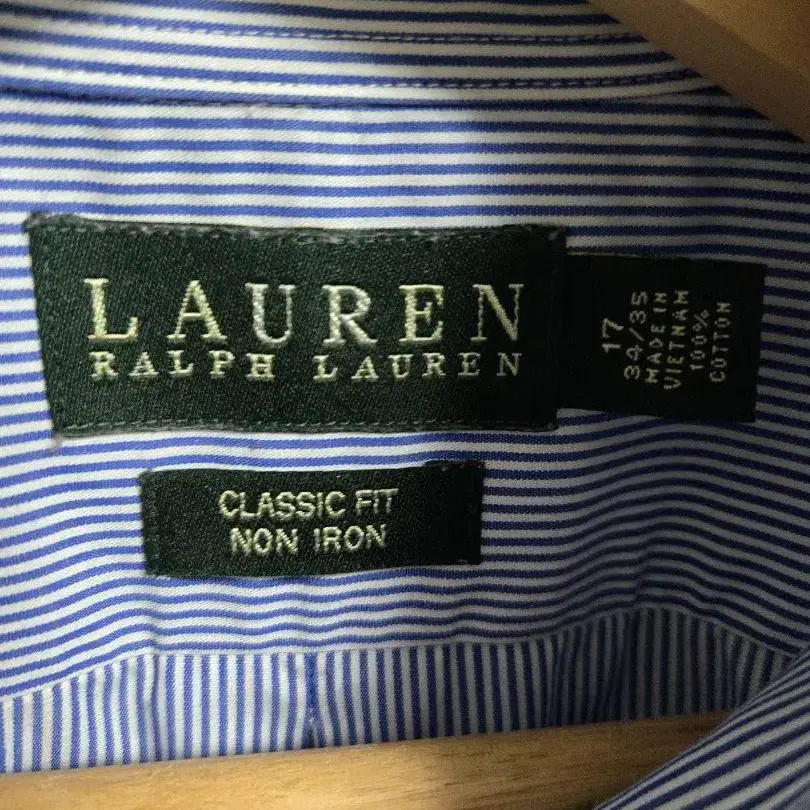 LAUREN
RALPH LAUREN
17
34/35
MADE IN
VIETNAM
100%
COTTON
CLASSIC FIT
NON IRON